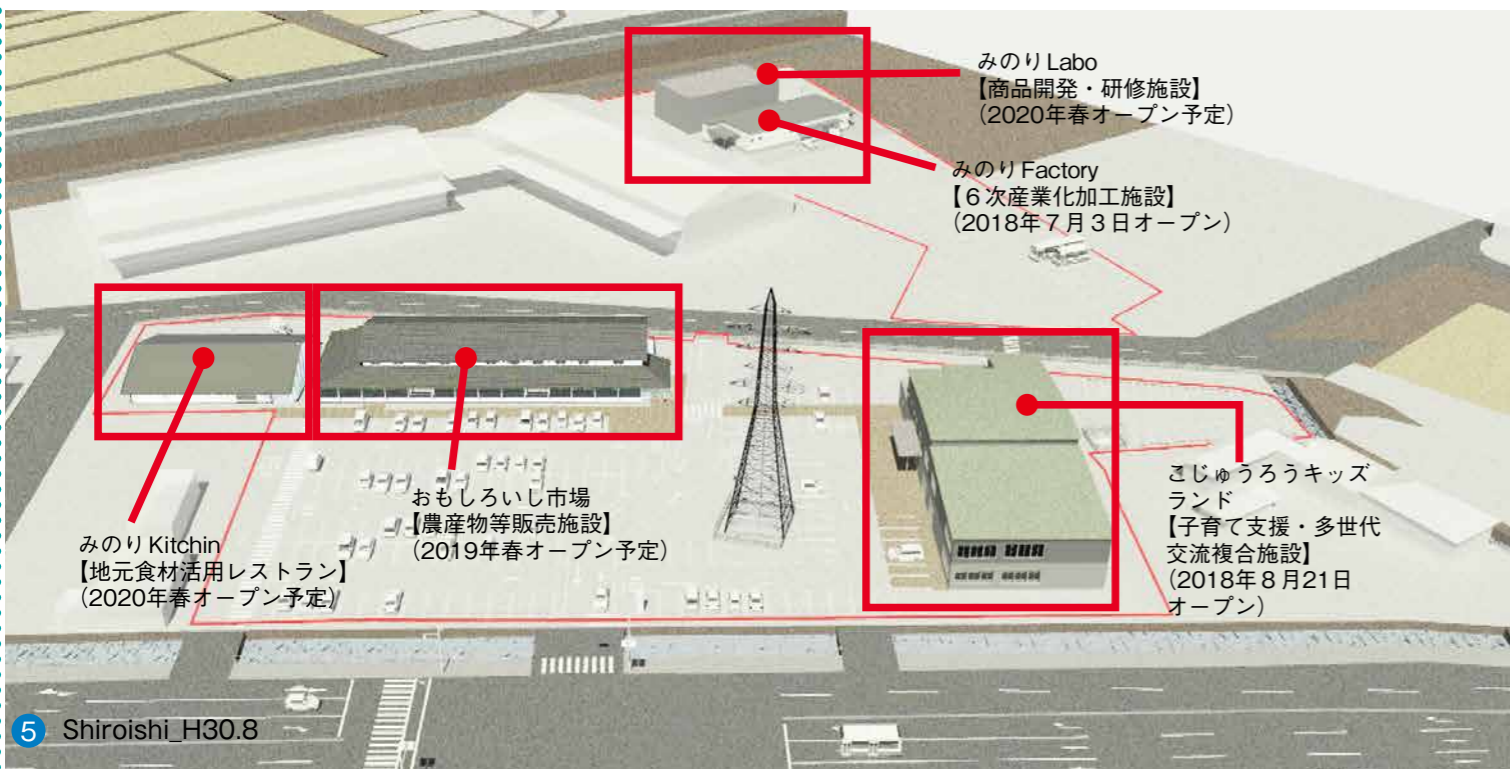 みのりLabo
【商品開発・研修施設】
(2020年春オープン予定)
みのりFactory
【６次産業化加工施設】
(2018年７月３日オープン)
みのりKitchin
【地元食材活用レストラン】
(2020年春オープン予定)
おもしろいし市場
【農産物等販売施設】
(2019年春オープン予定)
こじゅうろうキッズ
ランド
【子育て支援・多世代
交流複合施設】
(2018年８月21日
オープン)
5 Shiroishi_H30.8